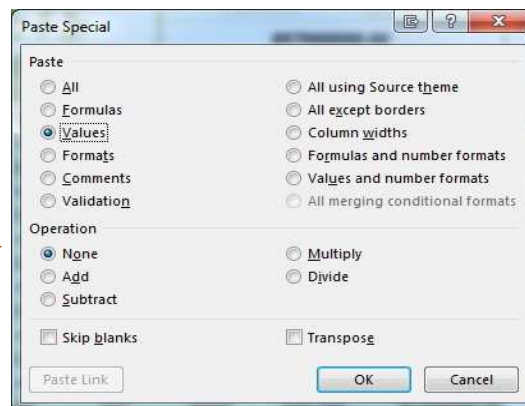 Paste Special
Paste
All
All using Source theme
Formulas
All except borders
Values
Column widths
Formats
Formulas and number formats
Comments
Values and number formats
Validation
All merging conditional formats
Operation
None
Multiply
Add
Divide
Subtract
Skip blanks
Transpose
Paste Link
OK
Cancel